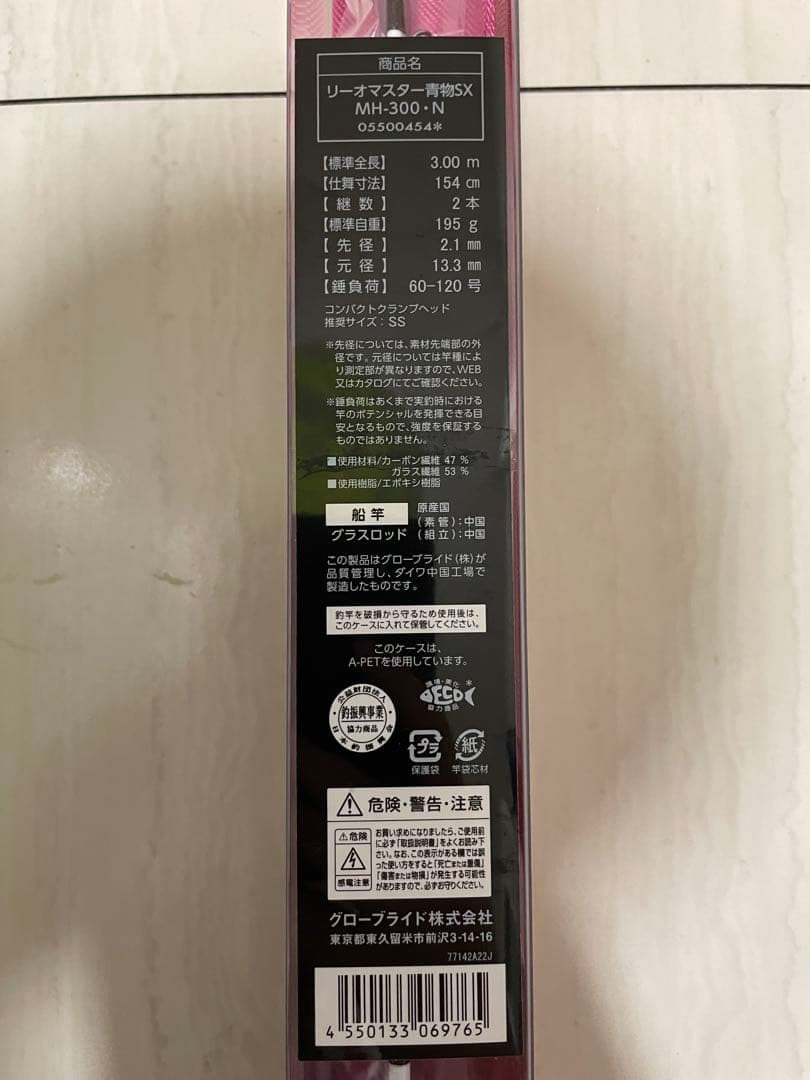 商品名
リーオマスター青物SX
MH-300・N
05500454*
【標準全長】 3.00 m
【仕舞寸法】 154 cm
【継数】 2 本
【標準自重】 195 g
【先径】 2.1 mm
【元径】 13.3 mm
【錘負荷】 60-120 号
コンパクトクランプヘッド
推奨サイズ：SS
※先径については、素材先端部の外
径です。元径については竿種によ
り測定部が異なりますので、WEB
又はカタログにてご確認ください。
※錘負荷はあくまで実釣時における
竿のポテンシャルを発揮できる目
安となるもので、強度を保証する
ものではありません。
■使用材料/カーボン繊維 47 %
ガラス繊維 53 %
■使用樹脂/エポキシ樹脂
船竿 原産国
(素管)：中国
グラスロッド (組立)：中国
この製品はグローブライド(株)が
品質管理し、ダイワ中国工場で
製造したものです。
釣竿を破損から守るため使用後は、
このケースに入れて保管してください。
このケースは、
A-PETを使用しています。
公益財団法人
釣振興事業
協力商品
日本釣振興会
環境・美化
ECO
協力商品
プラ 紙
保護袋 竿袋芯材
危険・警告・注意
危険
感電注意
お買い求めになりましたら、ご使用前
に必ず「取扱説明書」をよくお読み下
さい。なお、この表示がある欄では誤
った使い方をすると「死亡または重傷」
「傷害または物損」が発生する可能性
がありますので、必ずお守りください。
グローブライド株式会社
東京都東久留米市前沢3-14-16
77142A22J
4 550133 069765